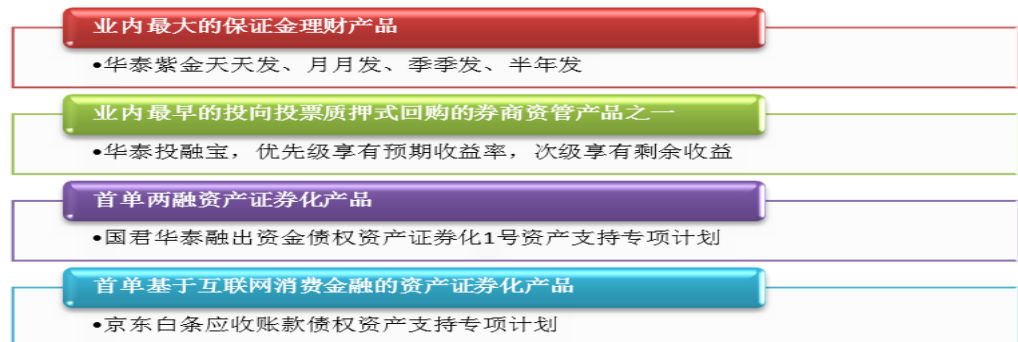 业内最大的保证金理财产品
•华泰紫金天天发、月月发、季季发、半年发
业内最早的投向投票质押式回购的券商资管产品之一
•华泰投融宝，优先级享有预期收益率，次级享有剩余收益
首单两融资产证券化产品
•国君华泰融出资金债权资产证券化1号资产支持专项计划
首单基于互联网消费金融的资产证券化产品
•京东白条应收账款债权资产支持专项计划